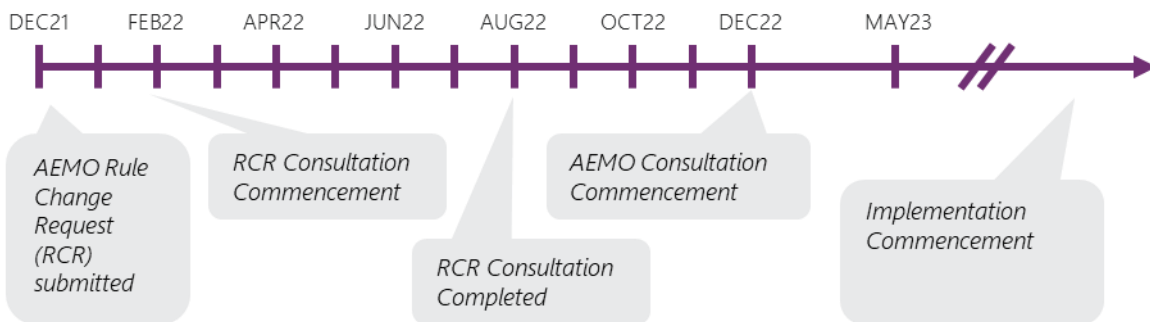 DEC21 FEB22 APR22 JUN22 AUG22 OCT22 DEC22 MAY23
AEMO Rule
Change
Request
(RCR)
submitted
RCR Consultation
Commencement
RCR Consultation
Completed
AEMO Consultation
Commencement
Implementation
Commencement